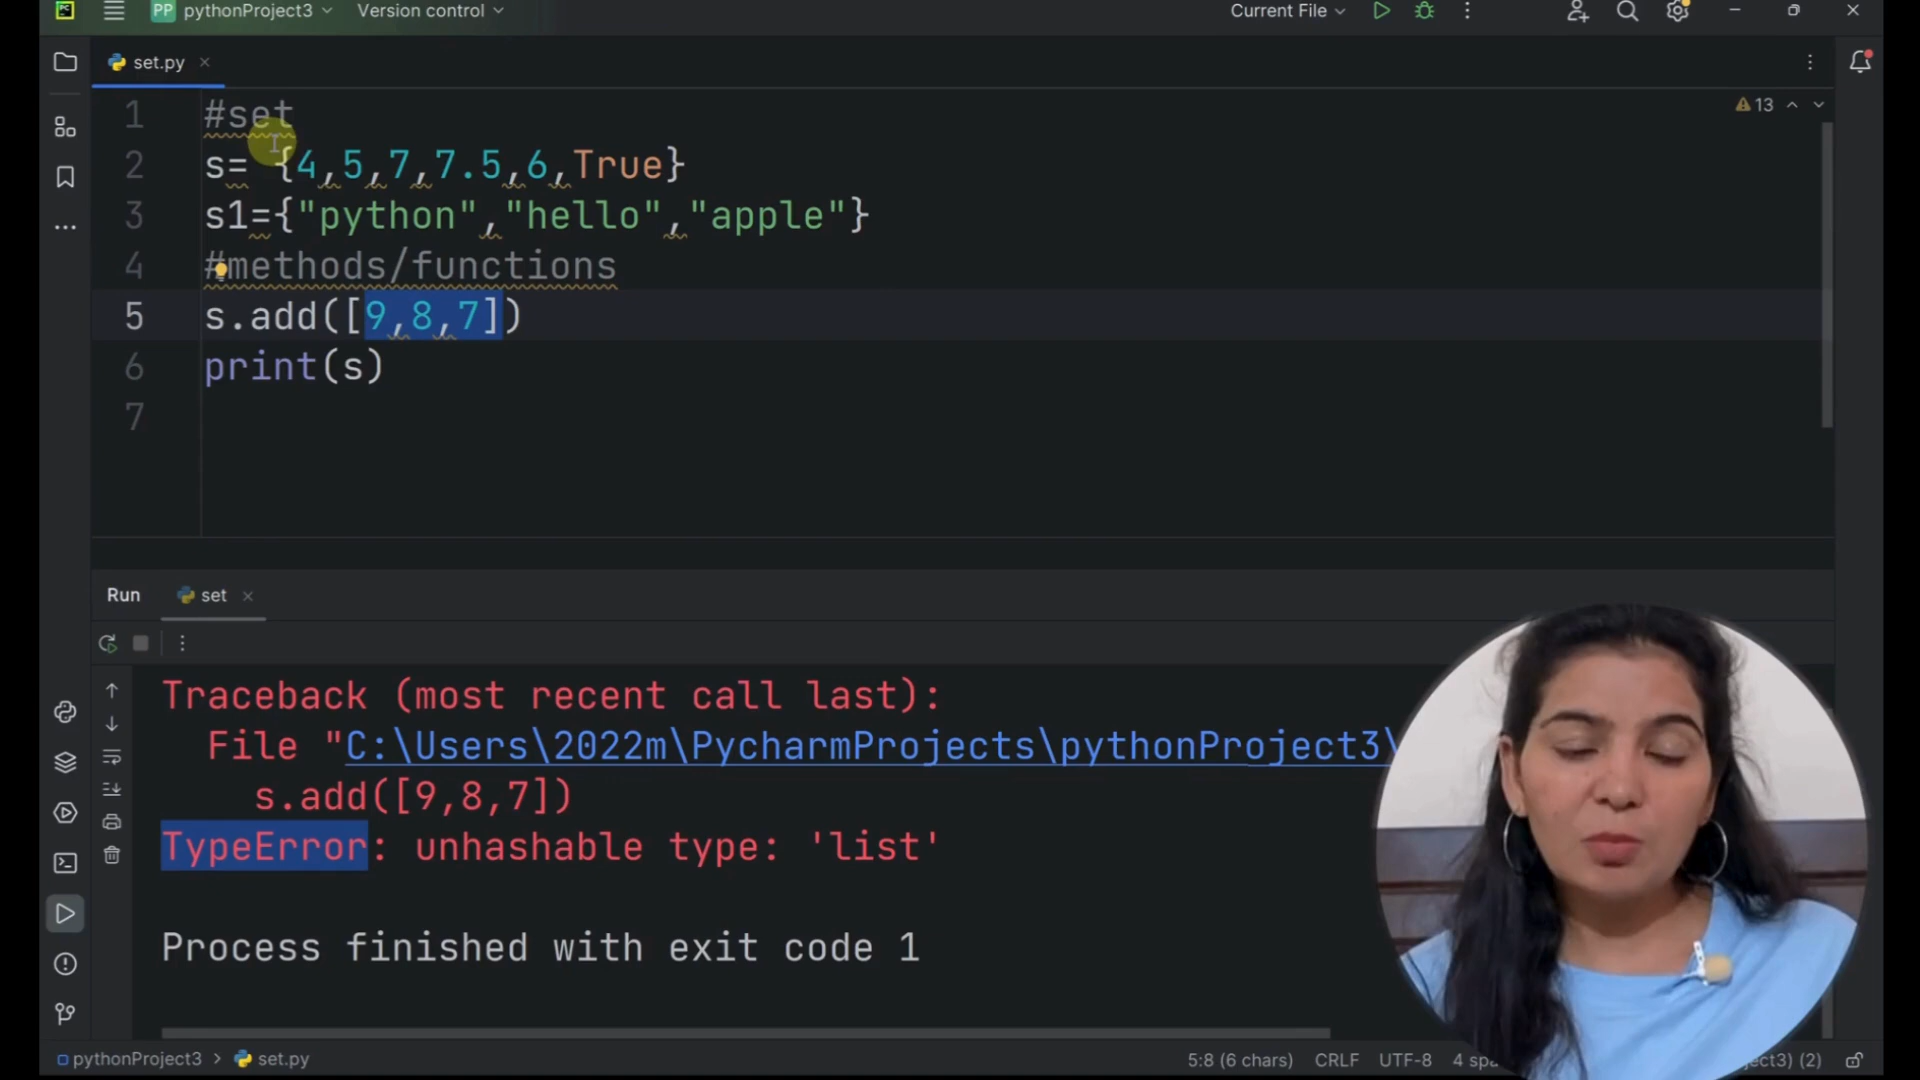 PP pythonProject3 Version control Current File
set.py
13
1 #set
2 s= {4,5,7,7.5,6,True}
3 s1={"python","hello","apple"}
4 #methods/functions
5 s.add([9,8,7])
6 print(s)
7
Run set
Traceback (most recent call last):
File "C:\Users\2022m\PycharmProjects\pythonProject3\
s.add([9,8,7])
TypeError: unhashable type: 'list'
Process finished with exit code 1
pythonProject3 > set.py 5:8 (6 chars) CRLF UTF-8 4 (2)